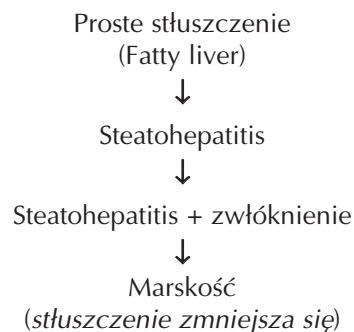 Proste stłuszczenie
(Fatty liver)
↓
Steatohepatitis
↓
Steatohepatitis + zwłóknienie
↓
Marskość
(stłuszczenie zmniejsza się)